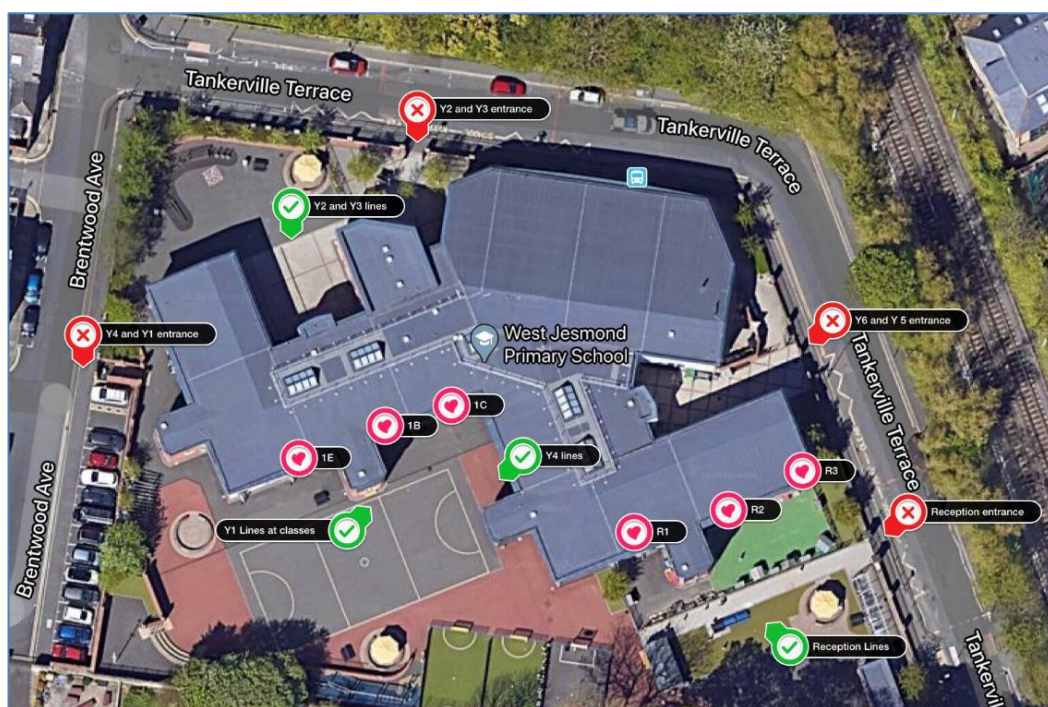 Tankerville Terrace
Y2 and Y3 entrance
Tankerville Terrace
Brentwood Ave
Y2 and Y3 lines
Y4 and Y1 entrance
West Jesmond
Primary School
Y6 and Y 5 entrance
Tankerville Terrace
1C
1B
1E
Y4 lines
R3
R2
R1
Reception entrance
Y1 Lines at classes
Brentwood Ave
Reception Lines